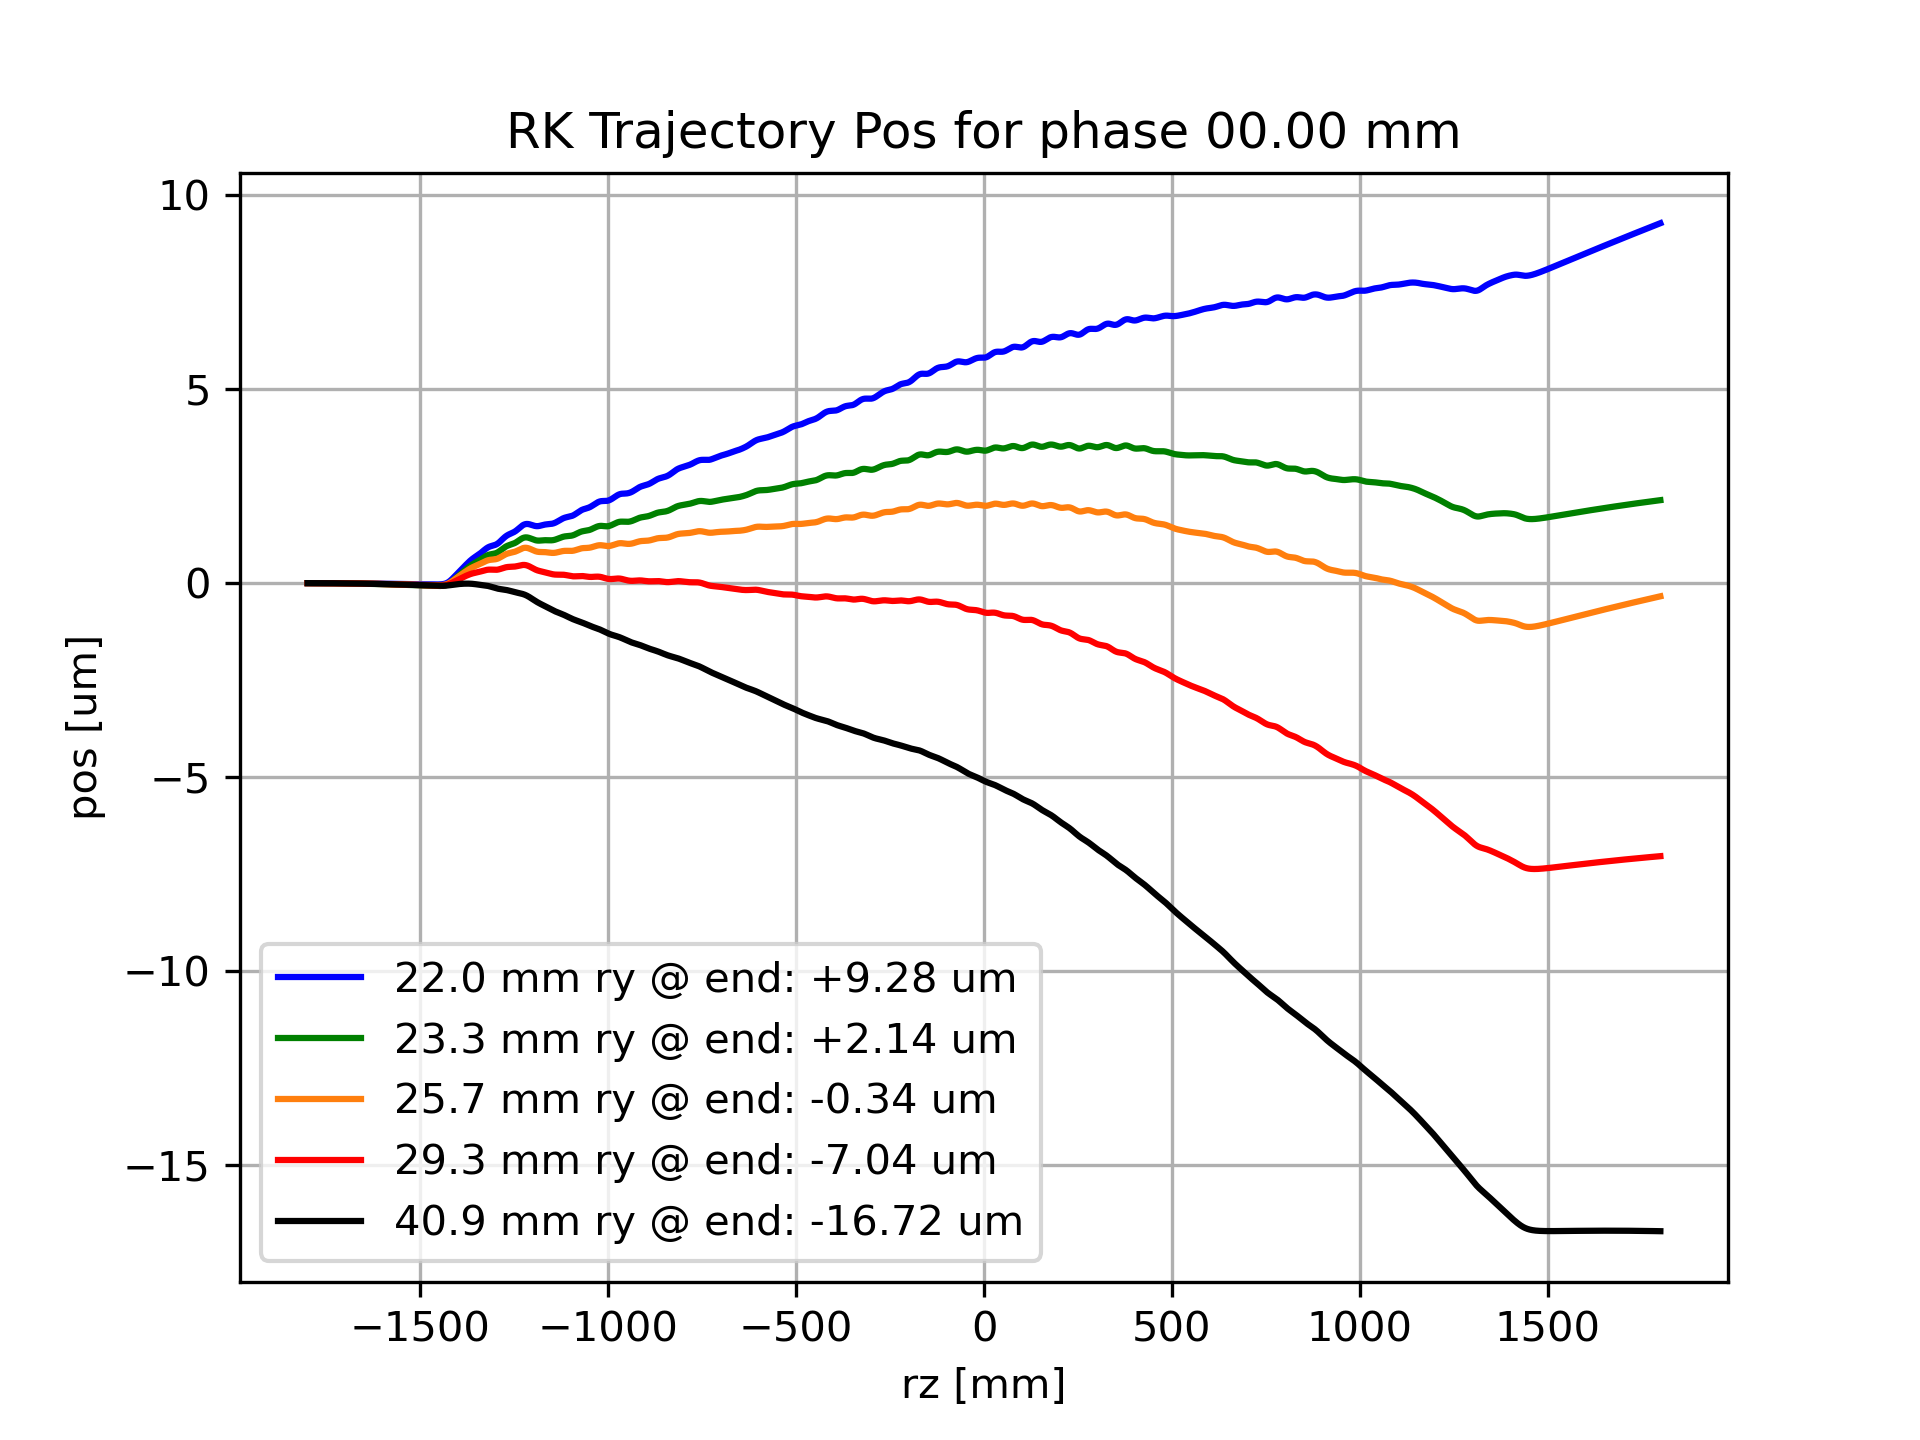 RK Trajectory Pos for phase 00.00 mm
10
5
0
−5
−10
−15
pos [um]
22.0 mm ry @ end: +9.28 um
23.3 mm ry @ end: +2.14 um
25.7 mm ry @ end: -0.34 um
29.3 mm ry @ end: -7.04 um
40.9 mm ry @ end: -16.72 um
−1500 −1000 −500 0 500 1000 1500
rz [mm]